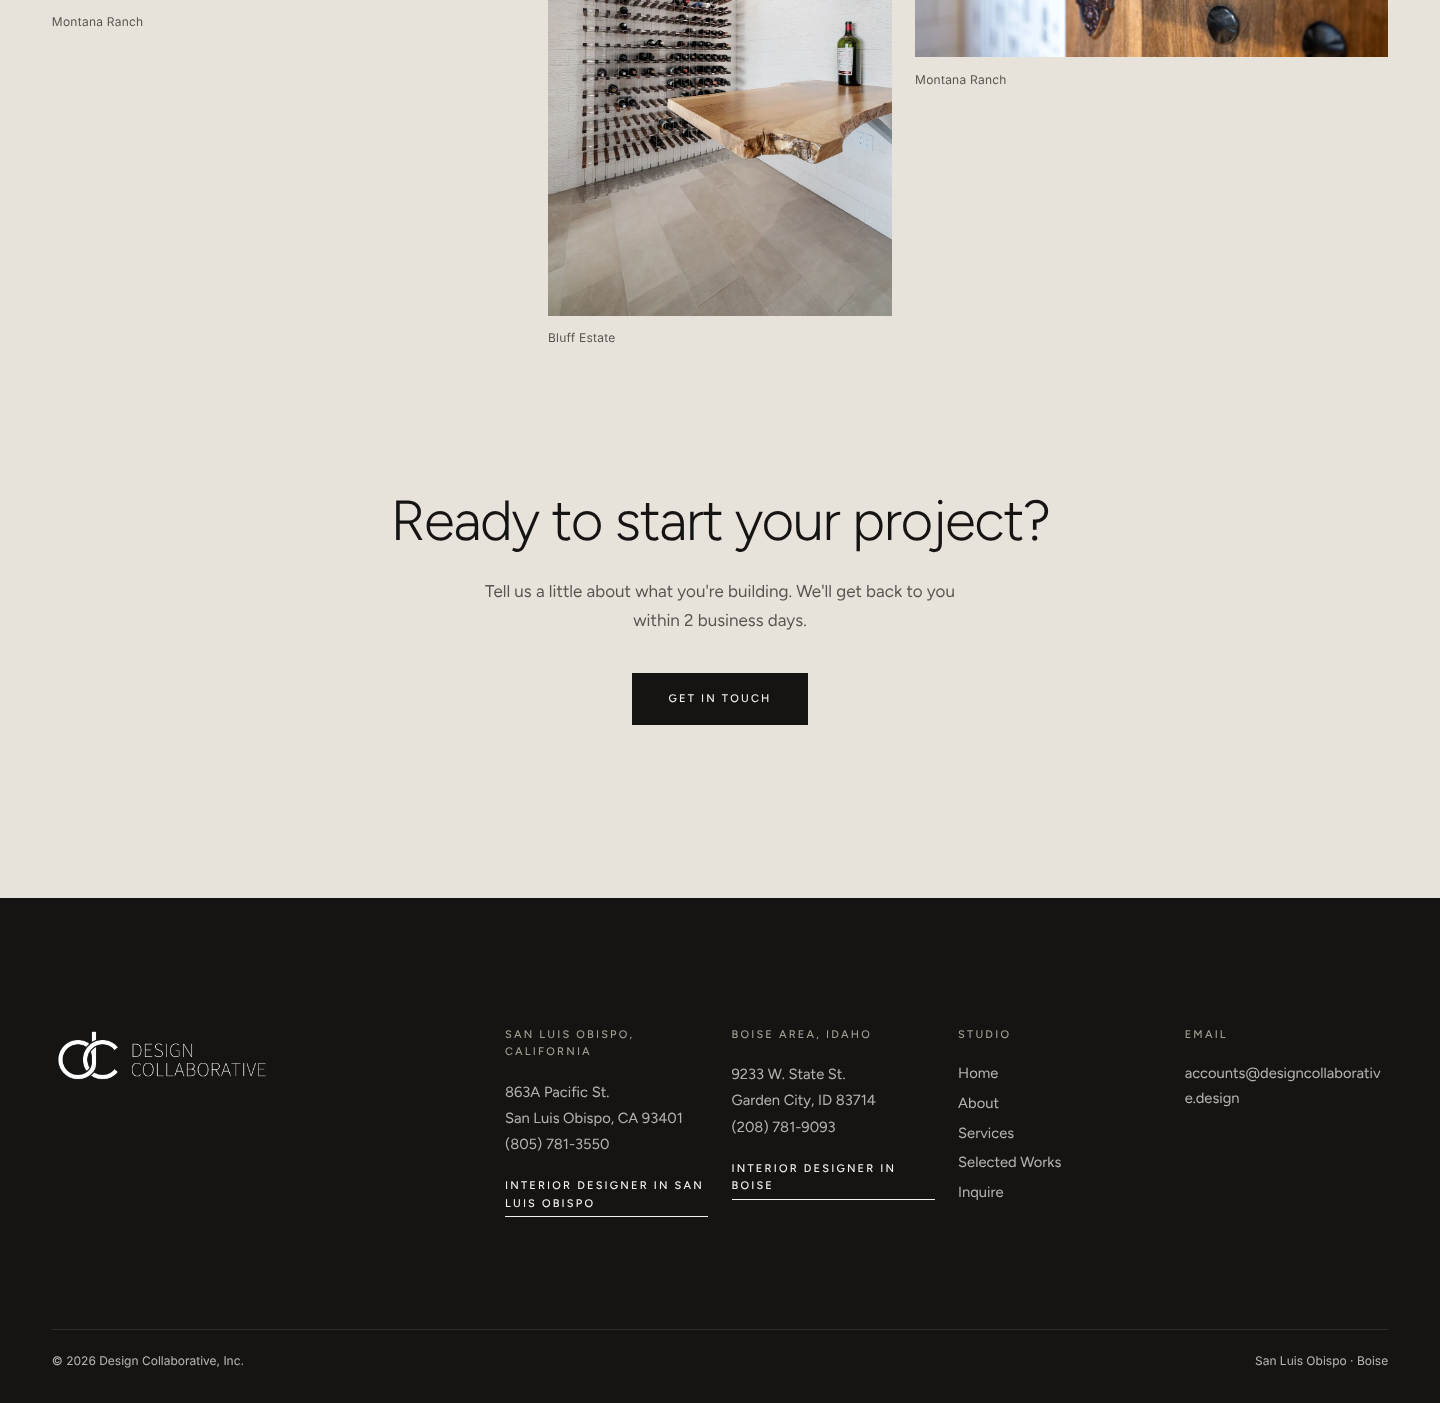 Montana Ranch
Montana Ranch
Bluff Estate
Ready to start your project?
Tell us a little about what you're building. We'll get back to you
within 2 business days.
GET IN TOUCH
dc DESIGN
COLLABORATIVE
SAN LUIS OBISPO,
CALIFORNIA
863A Pacific St.
San Luis Obispo, CA 93401
(805) 781-3550
INTERIOR DESIGNER IN SAN
LUIS OBISPO
BOISE AREA, IDAHO
9233 W. State St.
Garden City, ID 83714
(208) 781-9093
INTERIOR DESIGNER IN
BOISE
STUDIO
Home
About
Services
Selected Works
Inquire
EMAIL
accounts@designcollaborativ
e.design
© 2026 Design Collaborative, Inc.
San Luis Obispo · Boise